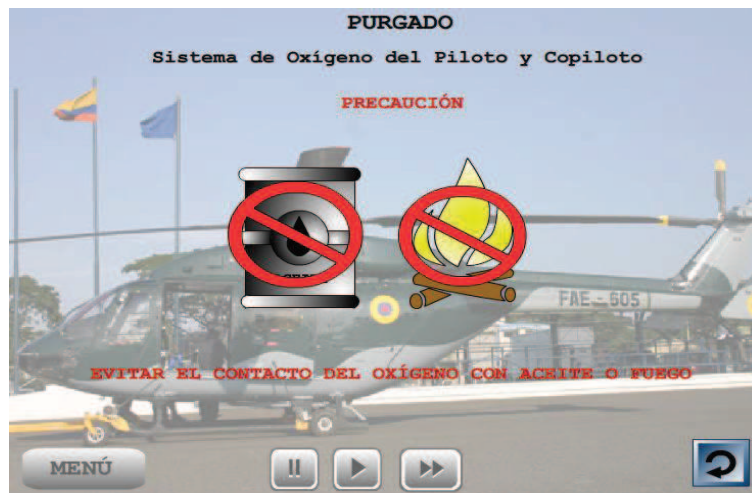 PURGADO
Sistema de Oxígeno del Piloto y Copiloto
PRECAUCIÓN
FAE - 605
EVITAR EL CONTACTO DEL OXÍGENO CON ACEITE O FUEGO
MENÚ